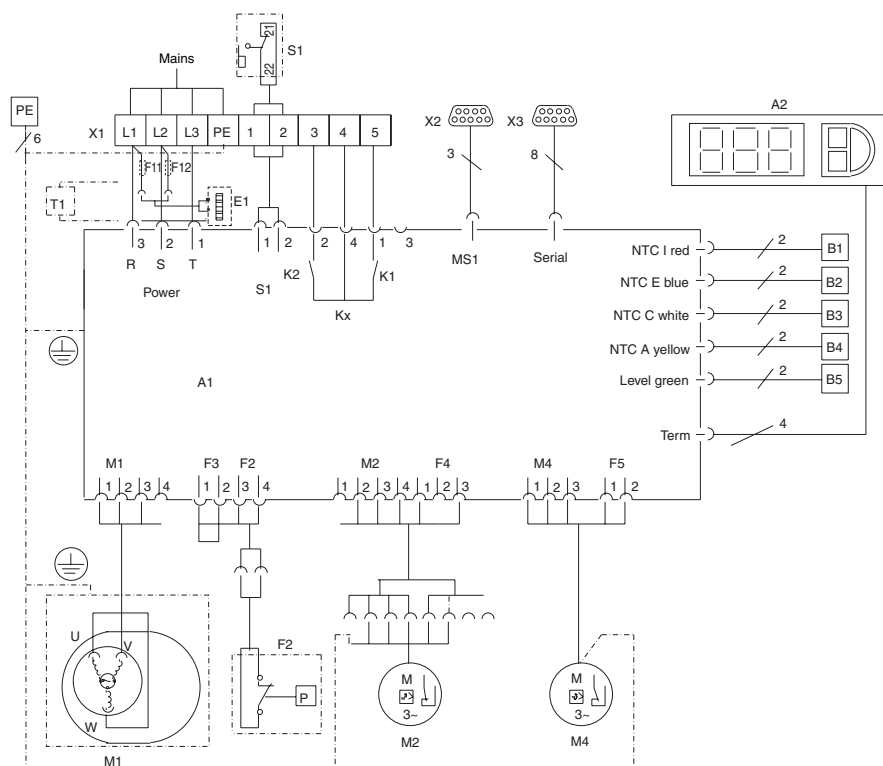 21
22
S1
Mains
PE
6
X1 L1 L2 L3 PE 1 2 3 4 5
X2
X3
A2
3
8
F11 F12
T1
E1
3 2 1
1 2
2 4 1 3
R S T
S1
K2 K1
MS1
Serial
Power
Kx
NTC I red 2 B1
NTC E blue 2 B2
NTC C white 2 B3
NTC A yellow 2 B4
Level green 2 B5
A1
Term 4
M1 F3 F2 M2 F4 M4 F5
1 2 3 4 1 2 3 4 1 2 3 4 1 2 3 1 2 3 1 2
U V
W
M1
F2
P
M
3~
M2
M
3~
M4